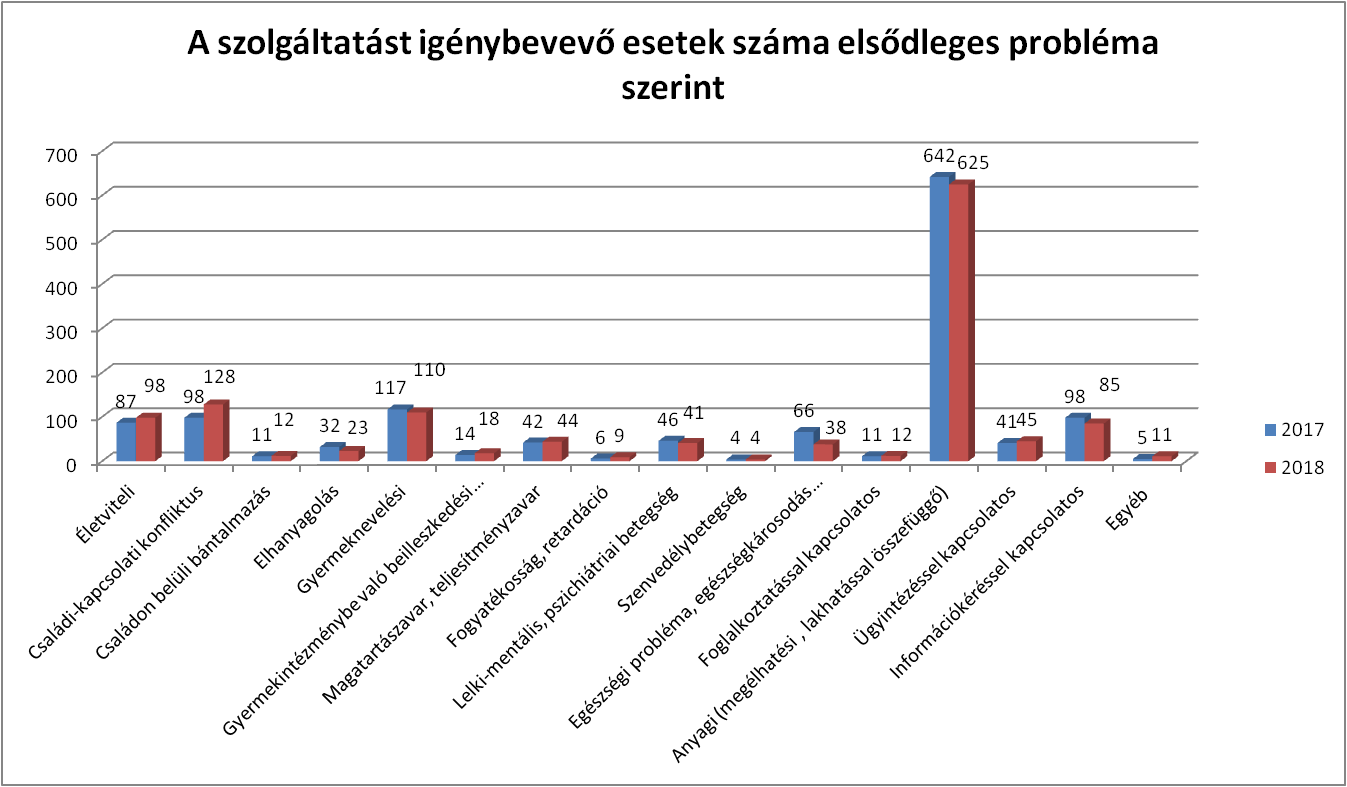 A szolgáltatást igénybevevő esetek száma elsődleges probléma
szerint
700
600
500
400
300
200
100
0
87
98
98
128
11
12
32
23
117
110
14
18
42
44
6
9
46
41
4
4
66
38
11
12
642
625
41
45
98
85
5
11
Életviteli
Családi-kapcsolati konfliktus
Családon belüli bántalmazás
Elhanyagolás
Gyermeknevelési
Gyermekintézménybe való beilleszkedési...
Magatartászavar, teljesítményzavar
Fogyatékosság, retardáció
Lelki-mentális, pszichiátriai betegség
Szenvedélybetegség
Egészségi probléma, egészségkárosodás...
Foglalkoztatással kapcsolatos
Anyagi (megélhatési , lakhatással összefüggő)
Ügyintézéssel kapcsolatos
Információkéréssel kapcsolatos
Egyéb
2017
2018